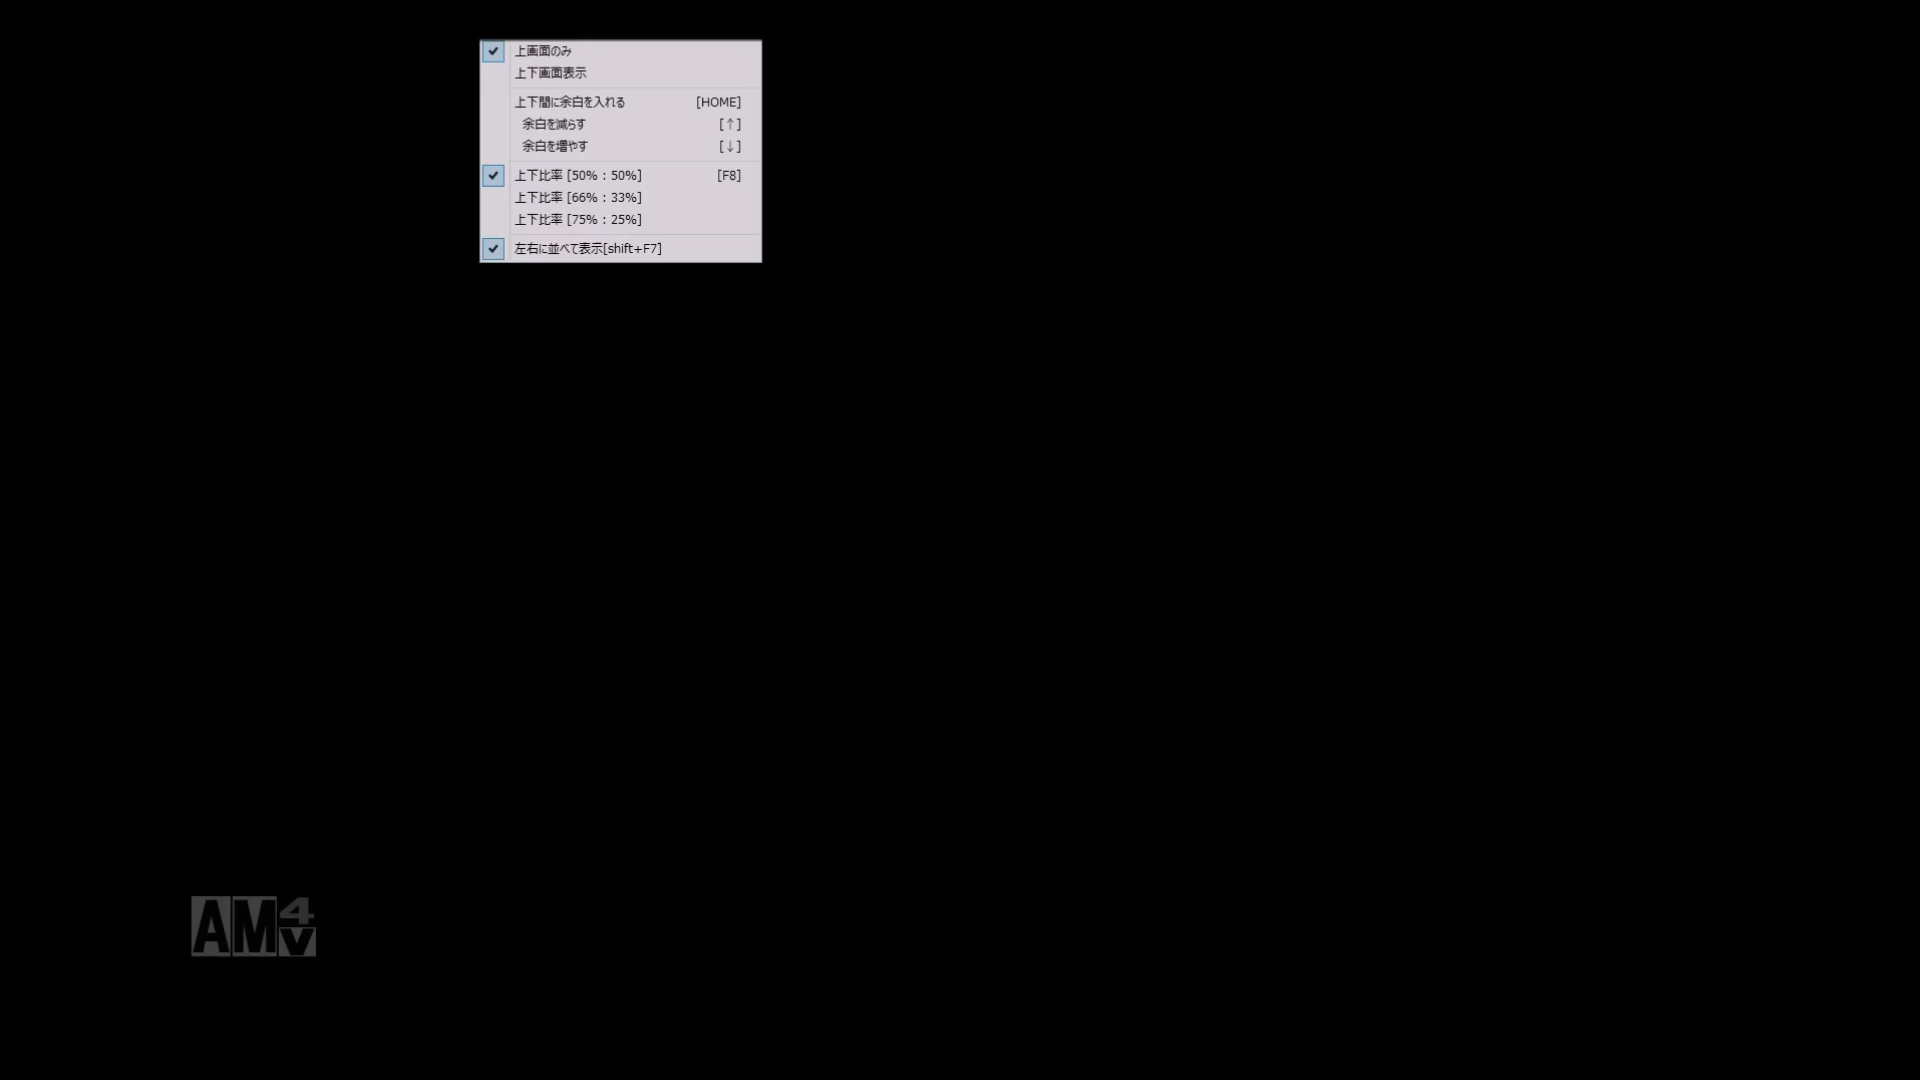 上画面のみ
上下画面表示
上下間に余白を入れる [HOME]
余白を減らす [↑]
余白を増やす [↓]
上下比率 [50% : 50%] [F8]
上下比率 [66% : 33%]
上下比率 [75% : 25%]
左右に並べて表示[shift+F7]
AM4V